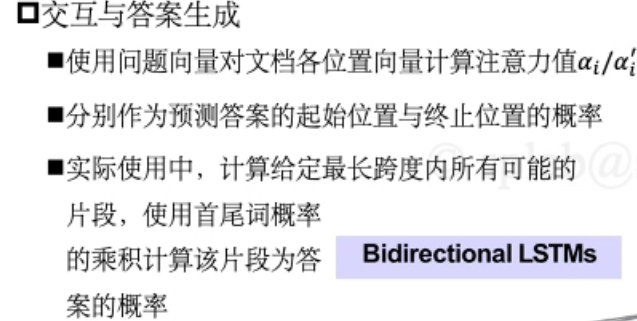 交互与答案生成
使用问题向量对文档各位置向量计算注意力值αᵢ/αᵢ′
分别作为预测答案的起始位置与终止位置的概率
实际使用中，计算给定最长跨度内所有可能的
片段，使用首尾词概率
的乘积计算该片段为答
案的概率
Bidirectional LSTMs